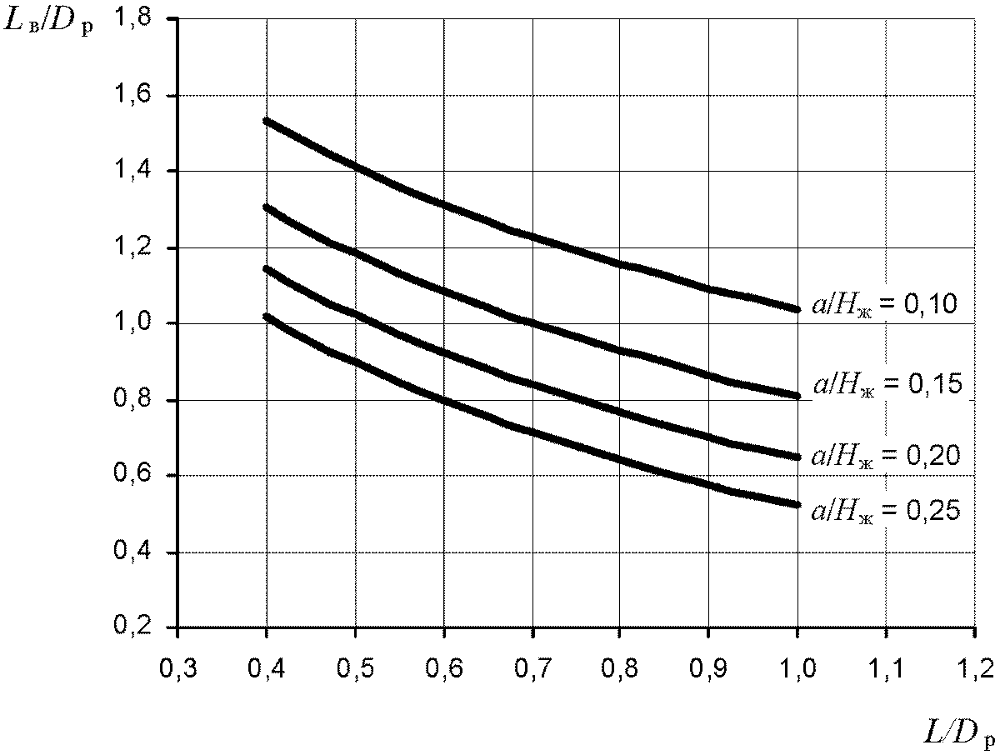 L в/D р
1,8
1,6
1,4
1,2
1,0
0,8
0,6
0,4
0,2
a/Hж = 0,10
a/Hж = 0,15
a/Hж = 0,20
a/Hж = 0,25
0,3 0,4 0,5 0,6 0,7 0,8 0,9 1,0 1,1 1,2
L/D р